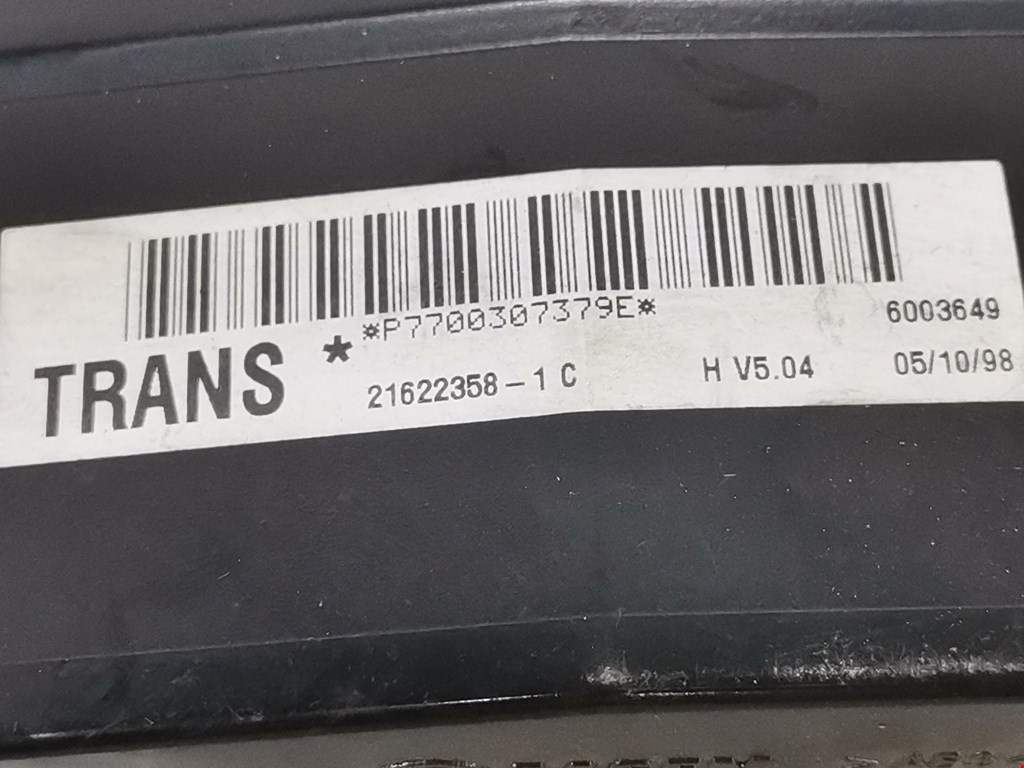 *P7700307379E*
6003649
TRANS * 21622358-1 C H V5.04 05/10/98